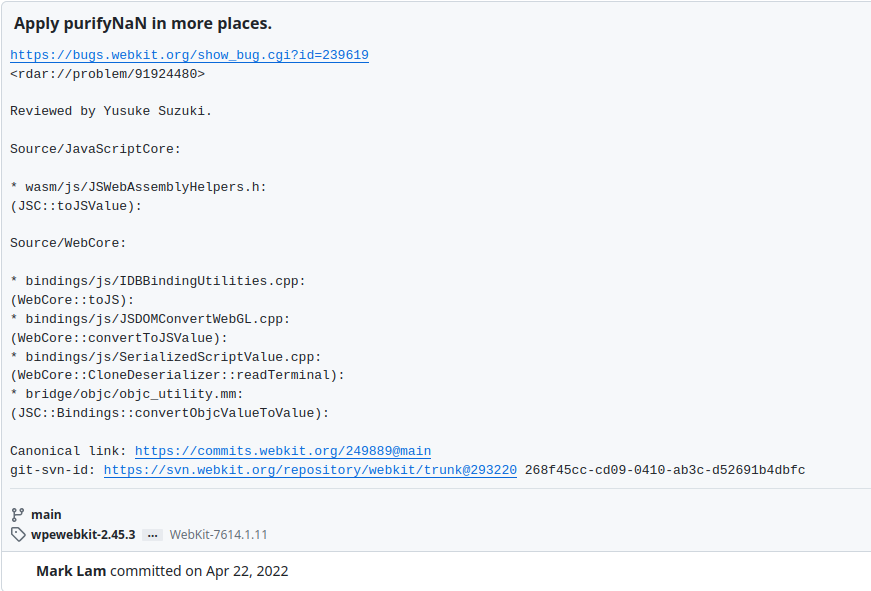 Apply purifyNaN in more places.
https://bugs.webkit.org/show_bug.cgi?id=239619
<rdar://problem/91924480>
Reviewed by Yusuke Suzuki.
Source/JavaScriptCore:
* wasm/js/JSWebAssemblyHelpers.h:
(JSC::toJSValue):
Source/WebCore:
* bindings/js/IDBBindingUtilities.cpp:
(WebCore::toJS):
* bindings/js/JSDOMConvertWebGL.cpp:
(WebCore::convertToJSValue):
* bindings/js/SerializedScriptValue.cpp:
(WebCore::CloneDeserializer::readTerminal):
* bridge/objc/objc_utility.mm:
(JSC::Bindings::convertObjcValueToValue):
Canonical link: https://commits.webkit.org/249889@main
git-svn-id: https://svn.webkit.org/repository/webkit/trunk@293220 268f45cc-cd09-0410-ab3c-d52691b4dbfc
main
wpewebkit-2.45.3 ... WebKit-7614.1.11
Mark Lam committed on Apr 22, 2022